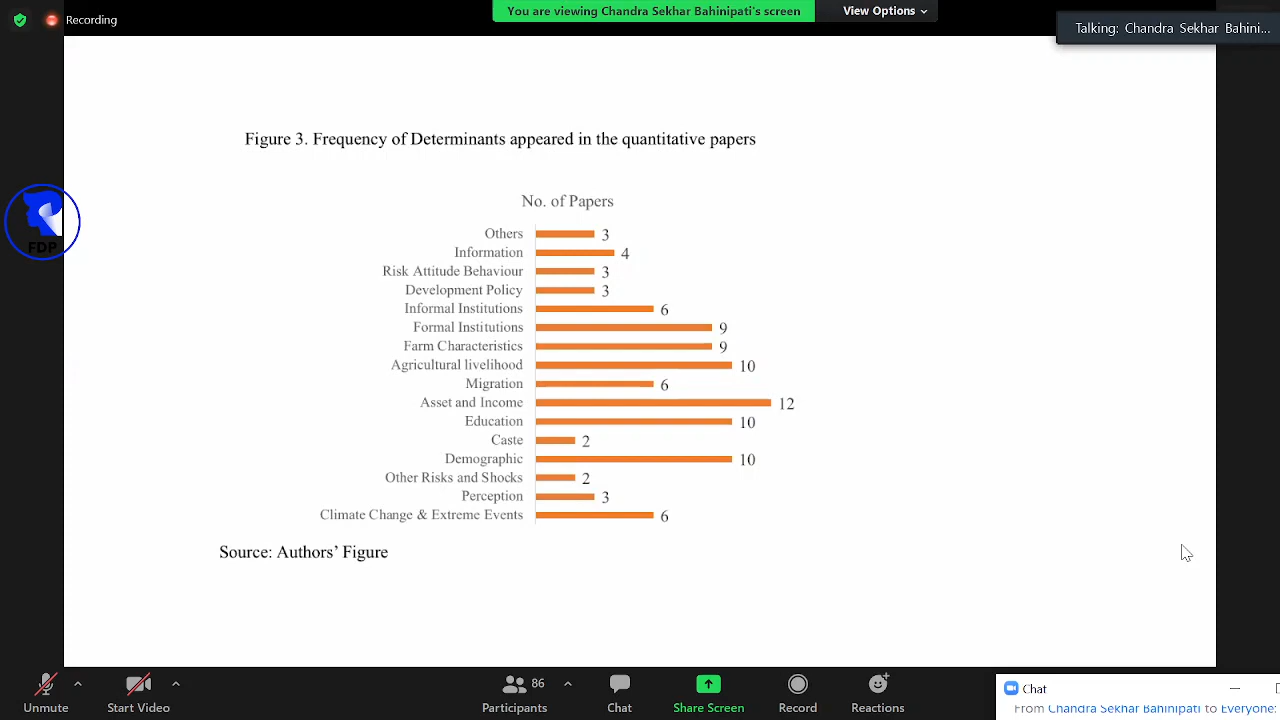 Recording
You are viewing Chandra Sekhar Bahinipati's screen
View Options
Talking: Chandra Sekhar Bahini...
Figure 3. Frequency of Determinants appeared in the quantitative papers
FDP
No. of Papers
Others 3
Information 4
Risk Attitude Behaviour 3
Development Policy 3
Informal Institutions 6
Formal Institutions 9
Farm Characteristics 9
Agricultural livelihood 10
Migration 6
Asset and Income 12
Education 10
Caste 2
Demographic 10
Other Risks and Shocks 2
Perception 3
Climate Change & Extreme Events 6
Source: Authors’ Figure
Unmute
Start Video
86
Participants
Chat
Share Screen
Record
Reactions
Chat
From Chandra Sekhar Bahinipati to Everyone: